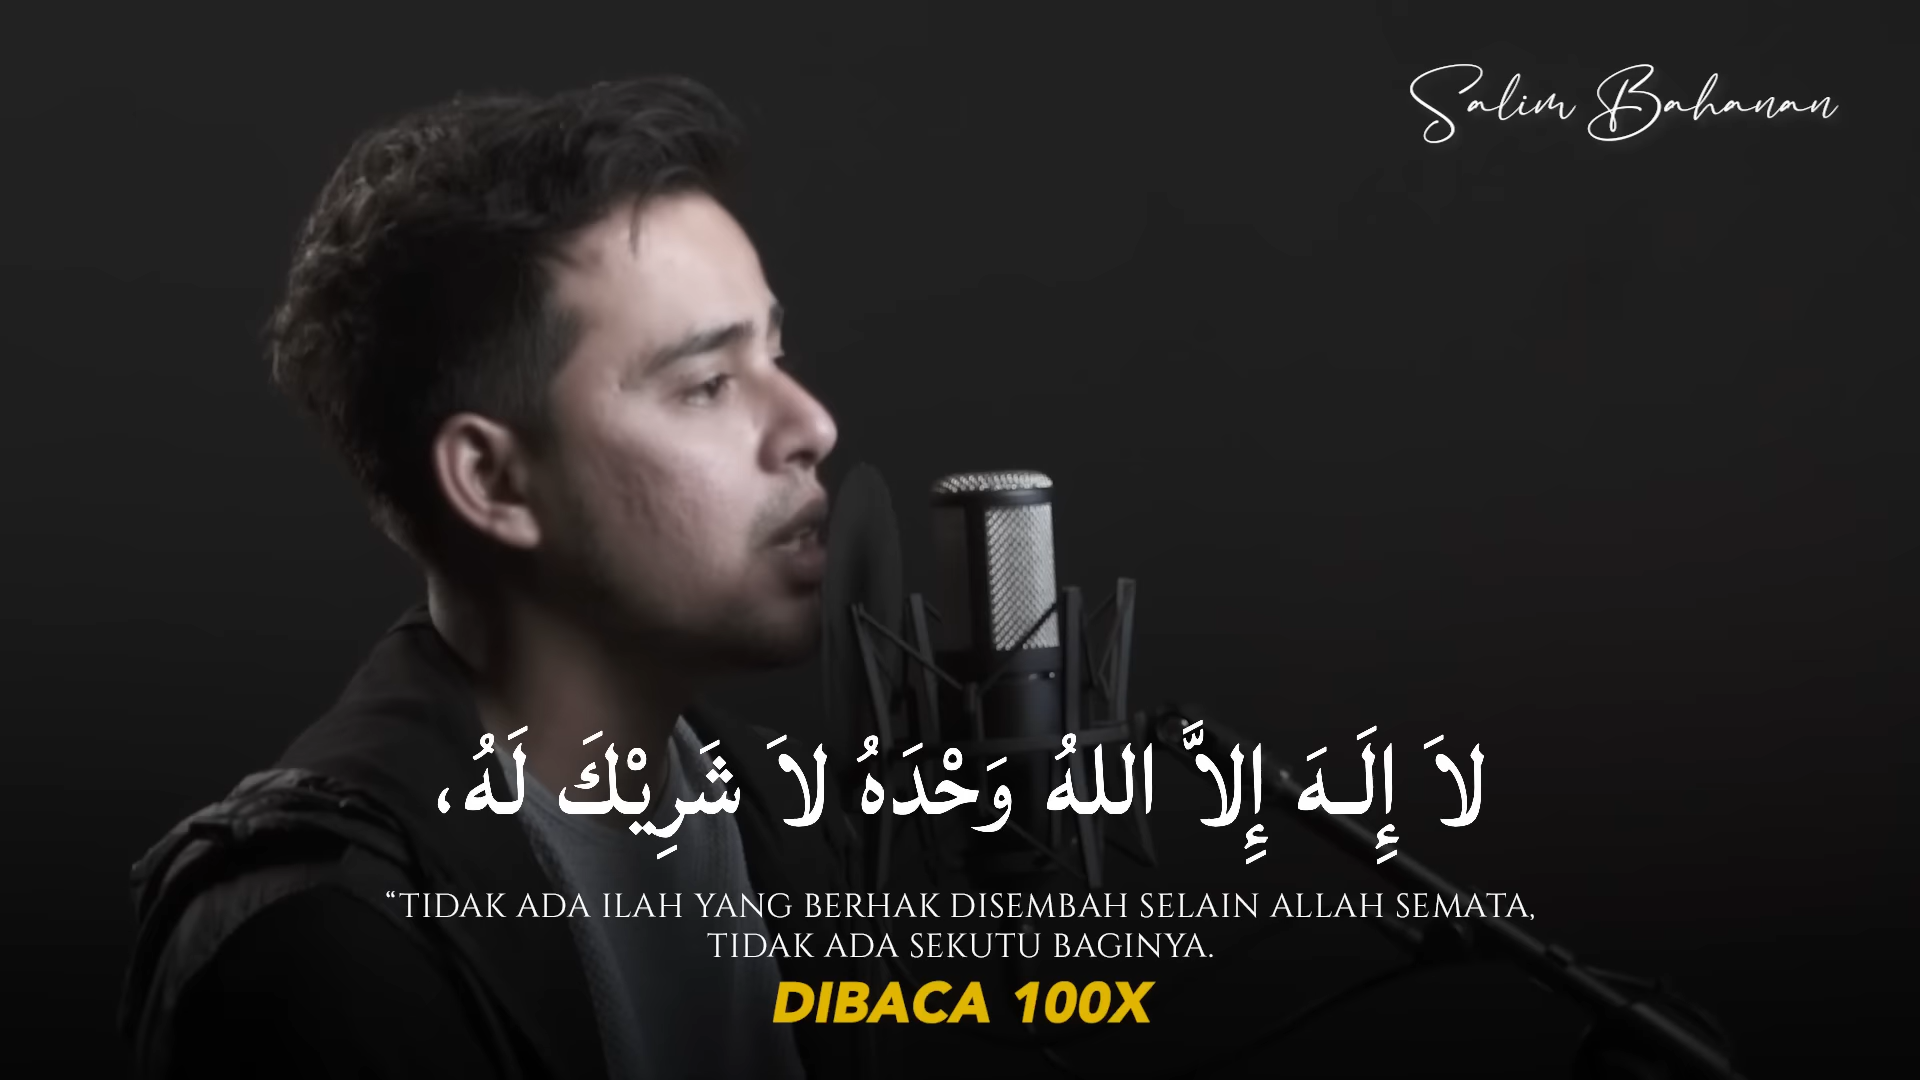 Salim Bahanan
لاَ إِلَـهَ إِلاَّ اللهُ وَحْدَهُ لاَ شَرِيْكَ لَهُ،
“TIDAK ADA ILAH YANG BERHAK DISEMBAH SELAIN ALLAH SEMATA,
TIDAK ADA SEKUTU BAGINYA.
DIBACA 100X